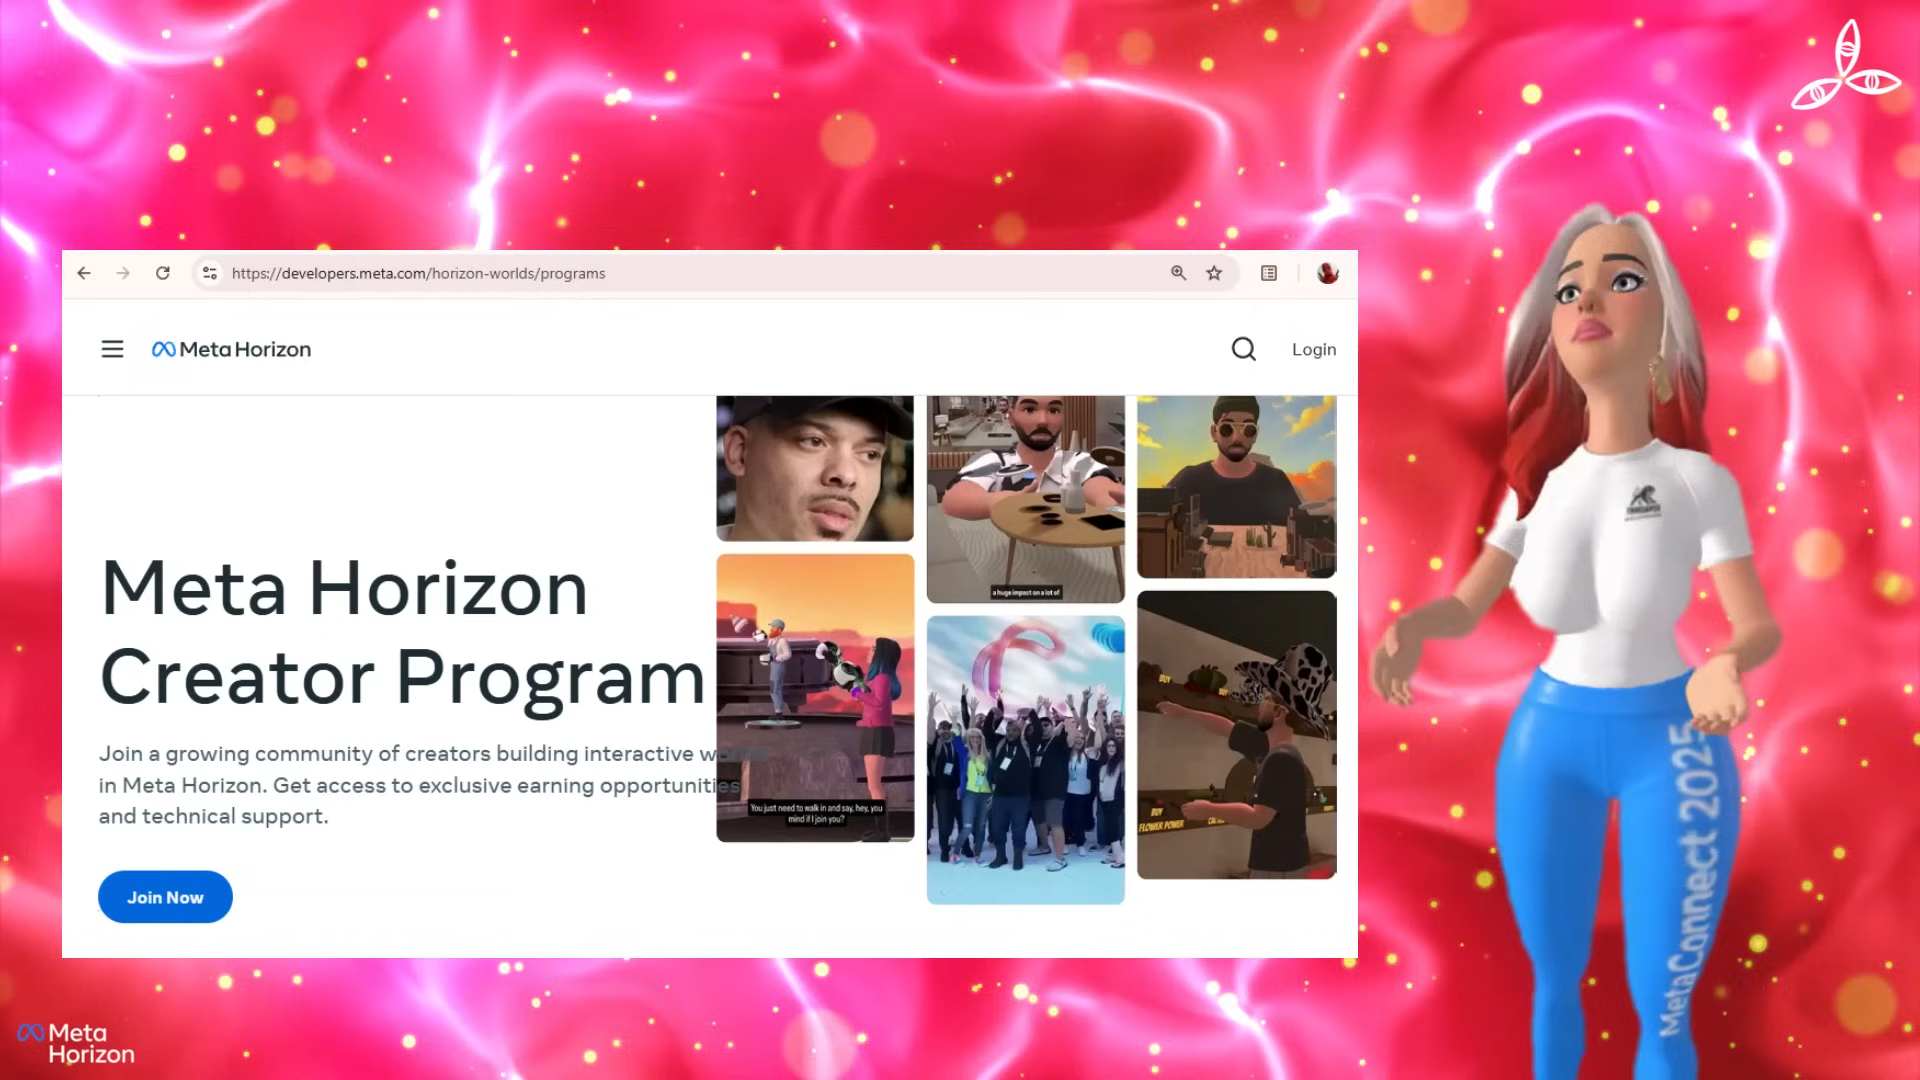 https://developers.meta.com/horizon-worlds/programs
Meta Horizon
Login
Meta Horizon
Creator Program
Join a growing community of creators building interactive worlds
in Meta Horizon. Get access to exclusive earning opportunities
and technical support.
Join Now
a huge impact on a lot of
You just need to walk in and say, hey, you
mind if I join you?
BUY
BUY
BUY
FLOWER POWER
MetaConnect 2025
Meta
Horizon